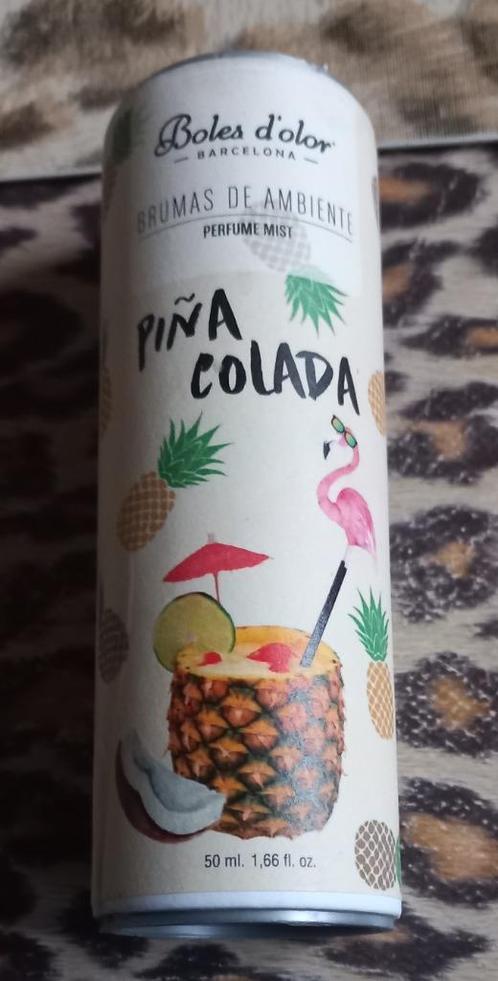 Boles d'olor
— BARCELONA —
BRUMAS DE AMBIENTE
PERFUME MIST
PIÑA
COLADA
50 ml. 1,66 fl. oz.